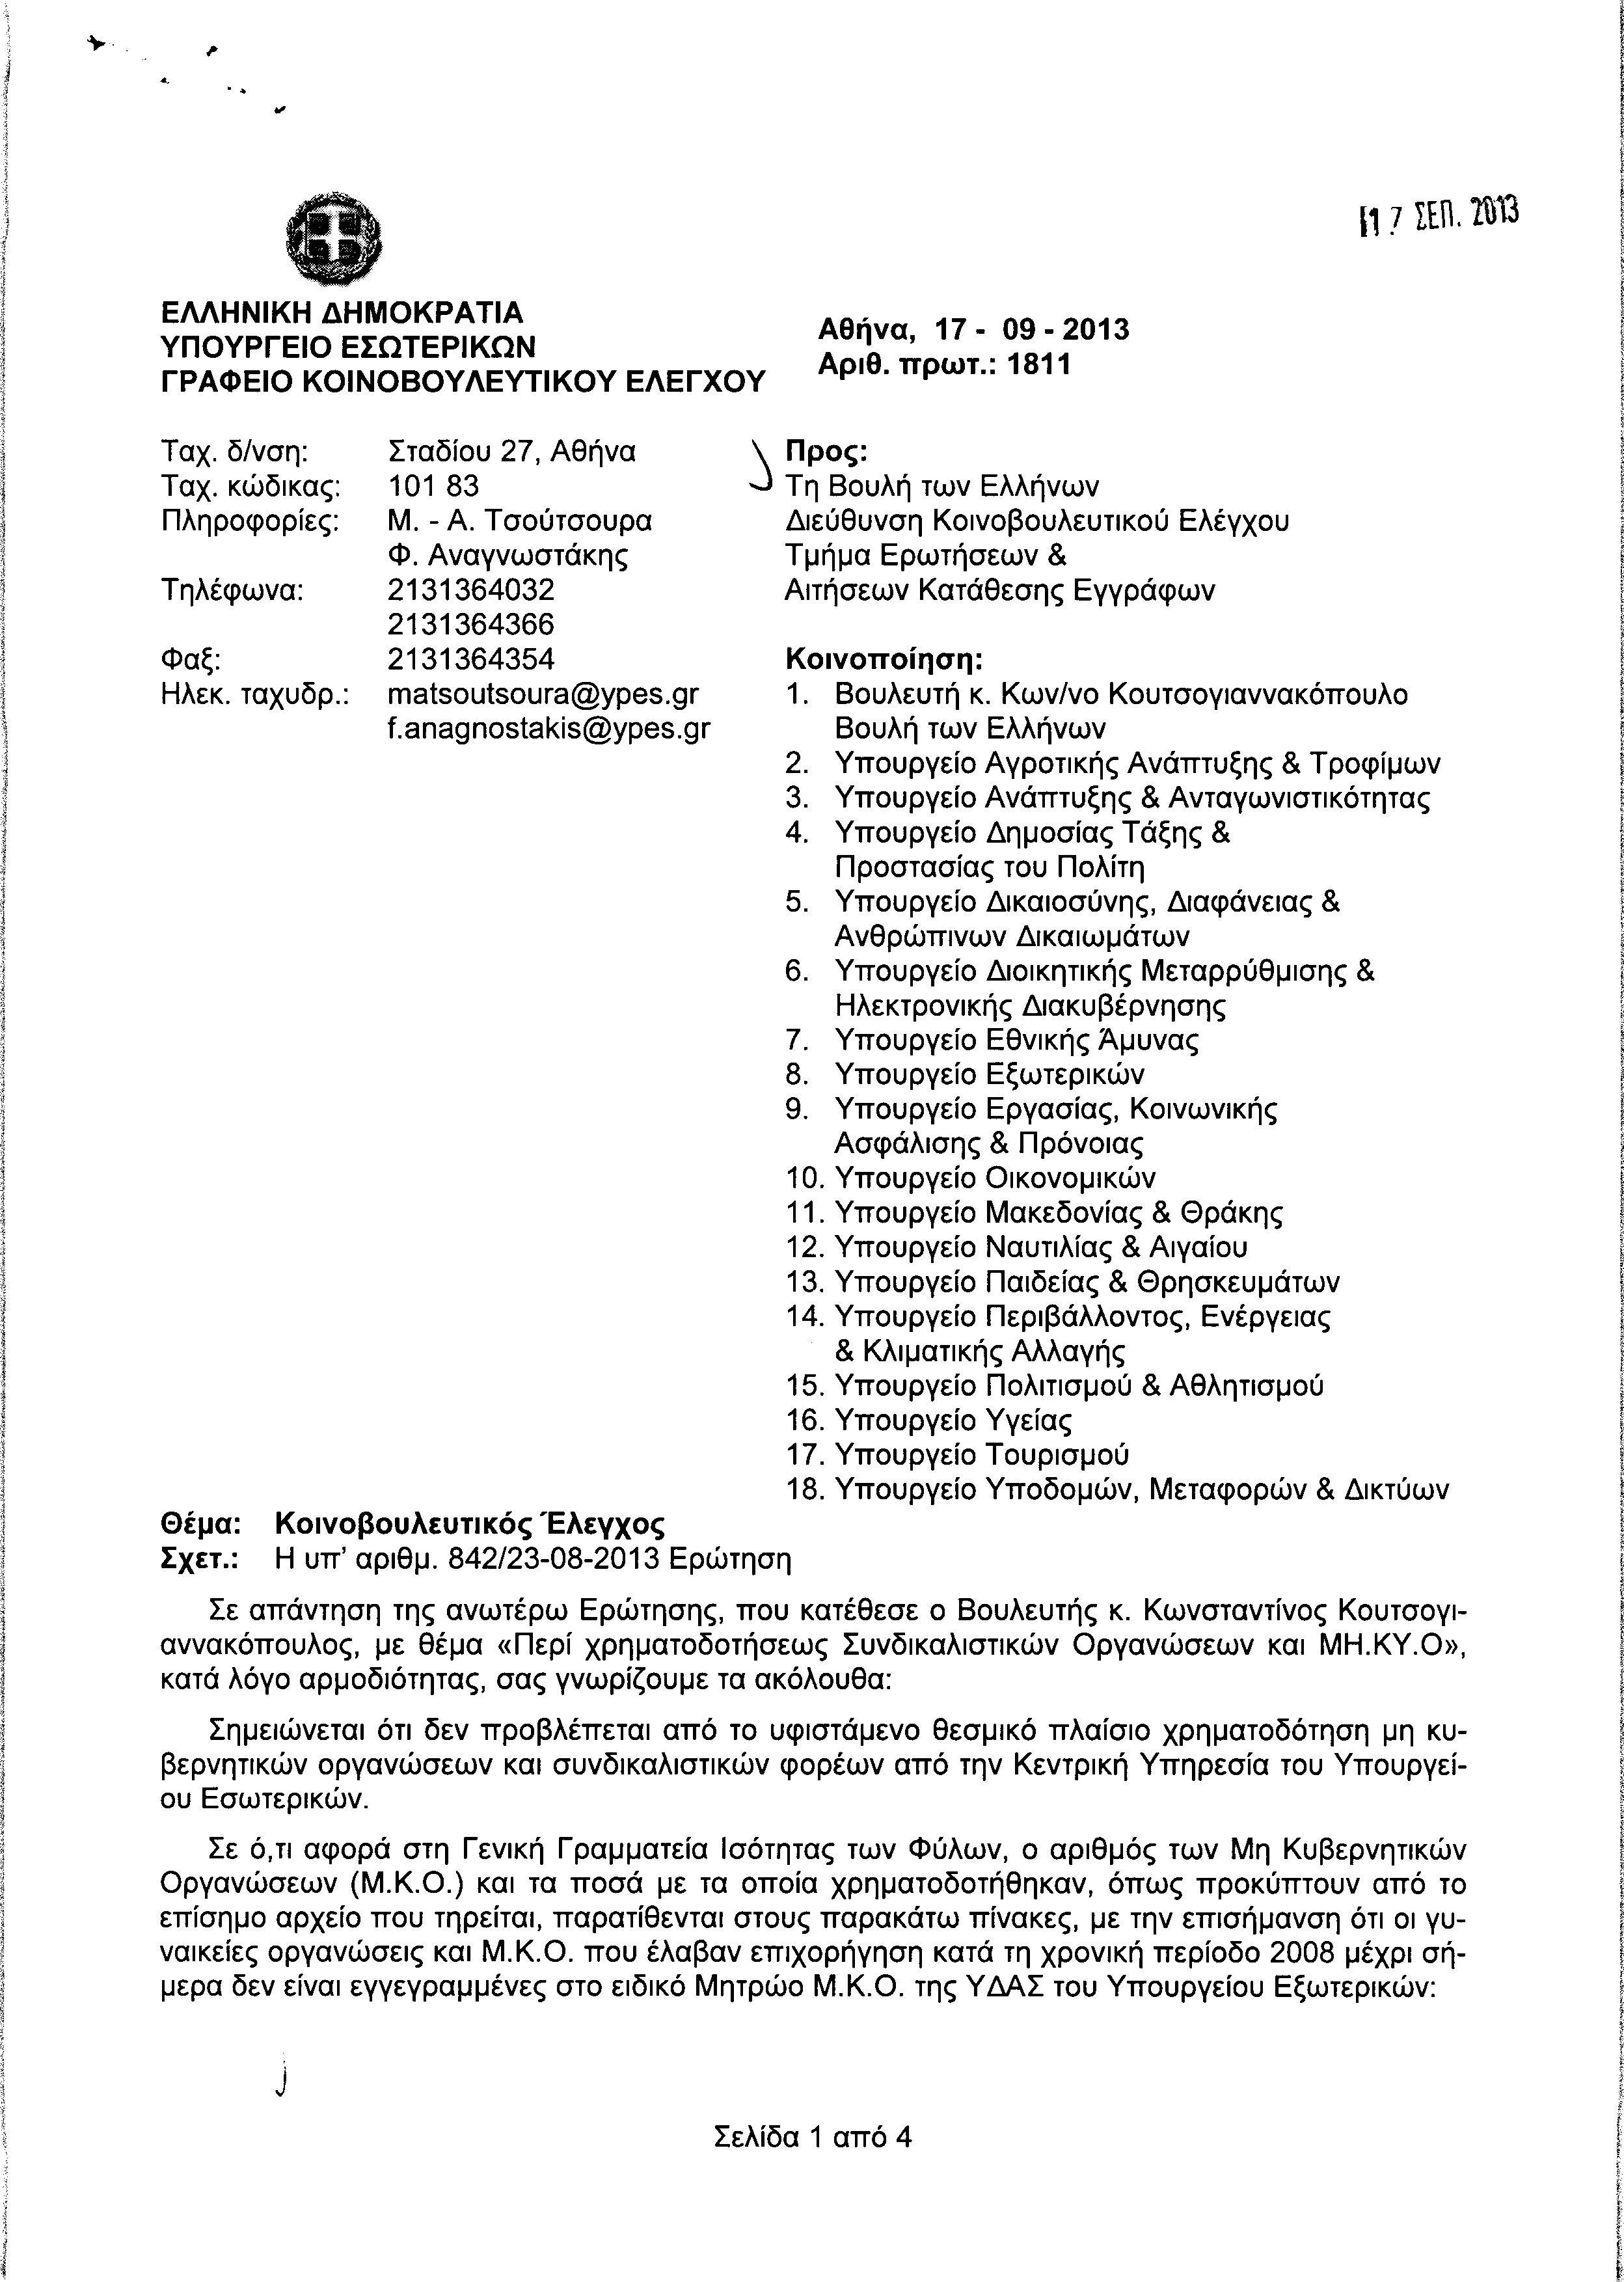 17 ΣΕΠ. 2013
ΕΛΛΗΝΙΚΗ ΔΗΜΟΚΡΑΤΙΑ
ΥΠΟΥΡΓΕΙΟ ΕΣΩΤΕΡΙΚΩΝ
ΓΡΑΦΕΙΟ ΚΟΙΝΟΒΟΥΛΕΥΤΙΚΟΥ ΕΛΕΓΧΟΥ
Αθήνα, 17 - 09 - 2013
Αριθ. πρωτ.: 1811
Ταχ. δ/νση: Σταδίου 27, Αθήνα
Ταχ. κώδικας: 101 83
Πληροφορίες: Μ. - Α. Τσούτσουρα
Φ. Αναγνωστάκης
Τηλέφωνα: 2131364032
2131364366
Φαξ: 2131364354
Ηλεκ. ταχυδρ.: matsoutsoura@ypes.gr
f.anagnostakis@ypes.gr
Προς:
Τη Βουλή των Ελλήνων
Διεύθυνση Κοινοβουλευτικού Ελέγχου
Τμήμα Ερωτήσεων &
Αιτήσεων Κατάθεσης Εγγράφων
Κοινοποίηση:
1. Βουλευτή κ. Κων/νο Κουτσογιαννακόπουλο
Βουλή των Ελλήνων
2. Υπουργείο Αγροτικής Ανάπτυξης & Τροφίμων
3. Υπουργείο Ανάπτυξης & Ανταγωνιστικότητας
4. Υπουργείο Δημοσίας Τάξης &
Προστασίας του Πολίτη
5. Υπουργείο Δικαιοσύνης, Διαφάνειας &
Ανθρώπινων Δικαιωμάτων
6. Υπουργείο Διοικητικής Μεταρρύθμισης &
Ηλεκτρονικής Διακυβέρνησης
7. Υπουργείο Εθνικής Άμυνας
8. Υπουργείο Εξωτερικών
9. Υπουργείο Εργασίας, Κοινωνικής
Ασφάλισης & Πρόνοιας
10. Υπουργείο Οικονομικών
11. Υπουργείο Μακεδονίας & Θράκης
12. Υπουργείο Ναυτιλίας & Αιγαίου
13. Υπουργείο Παιδείας & Θρησκευμάτων
14. Υπουργείο Περιβάλλοντος, Ενέργειας
& Κλιματικής Αλλαγής
15. Υπουργείο Πολιτισμού & Αθλητισμού
16. Υπουργείο Υγείας
17. Υπουργείο Τουρισμού
18. Υπουργείο Υποδομών, Μεταφορών & Δικτύων
Θέμα: Κοινοβουλευτικός Έλεγχος
Σχετ.: Η υπ’ αριθμ. 842/23-08-2013 Ερώτηση
Σε απάντηση της ανωτέρω Ερώτησης, που κατέθεσε ο Βουλευτής κ. Κωνσταντίνος Κουτσογι-
αννακόπουλος, με θέμα «Περί χρηματοδοτήσεως Συνδικαλιστικών Οργανώσεων και ΜΗ.ΚΥ.Ο»,
κατά λόγο αρμοδιότητας, σας γνωρίζουμε τα ακόλουθα:
Σημειώνεται ότι δεν προβλέπεται από το υφιστάμενο θεσμικό πλαίσιο χρηματοδότηση μη κυ-
βερνητικών οργανώσεων και συνδικαλιστικών φορέων από την Κεντρική Υπηρεσία του Υπουργεί-
ου Εσωτερικών.
Σε ό,τι αφορά στη Γενική Γραμματεία Ισότητας των Φύλων, ο αριθμός των Μη Κυβερνητικών
Οργανώσεων (Μ.Κ.Ο.) και τα ποσά με τα οποία χρηματοδοτήθηκαν, όπως προκύπτουν από το
επίσημο αρχείο που τηρείται, παρατίθενται στους παρακάτω πίνακες, με την επισήμανση ότι οι γυ-
ναικείες οργανώσεις και Μ.Κ.Ο. που έλαβαν επιχορήγηση κατά τη χρονική περίοδο 2008 μέχρι σή-
μερα δεν είναι εγγεγραμμένες στο ειδικό Μητρώο Μ.Κ.Ο. της ΥΔΑΣ του Υπουργείου Εξωτερικών:
Σελίδα 1 από 4